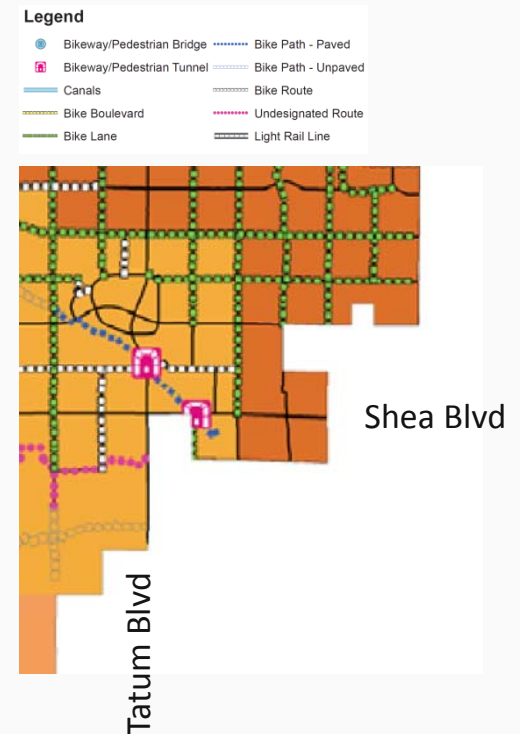 Legend
Bikeway/Pedestrian Bridge
Bikeway/Pedestrian Tunnel
Canals
Bike Boulevard
Bike Lane
Bike Path - Paved
Bike Path - Unpaved
Bike Route
Undesignated Route
Light Rail Line
Shea Blvd
Tatum Blvd